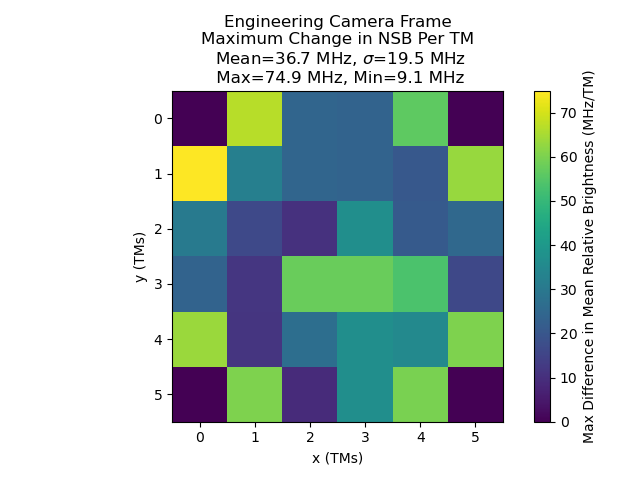 Engineering Camera Frame
Maximum Change in NSB Per TM
Mean=36.7 MHz, σ=19.5 MHz
Max=74.9 MHz, Min=9.1 MHz
0
1
2
3
4
5
y (TMs)
0 1 2 3 4 5
x (TMs)
70
60
50
40
30
20
10
0
Max Difference in Mean Relative Brightness (MHz/TM)